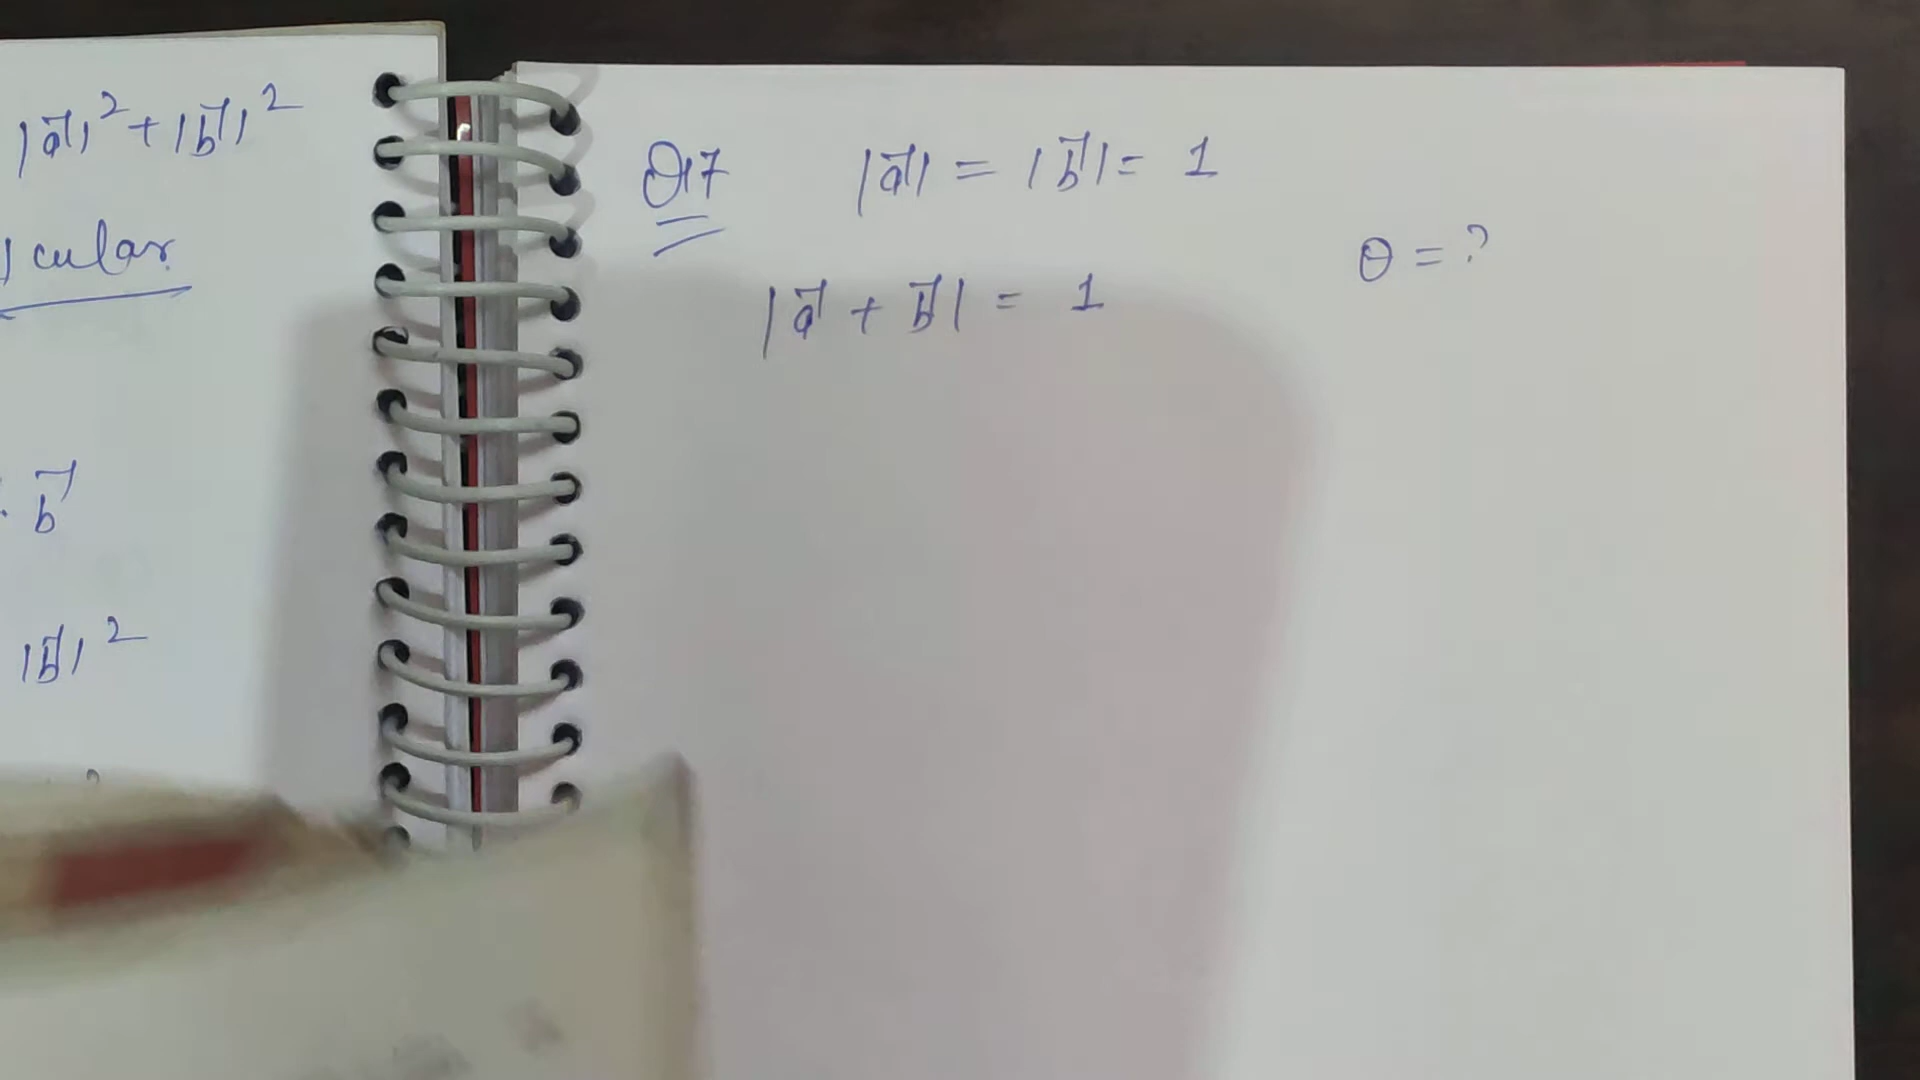 |a⃗|² + |b⃗|²
cular
. b⃗
|b⃗|²
Q17 |a⃗| = |b⃗| = 1
θ = ?
|a⃗ + b⃗| = 1